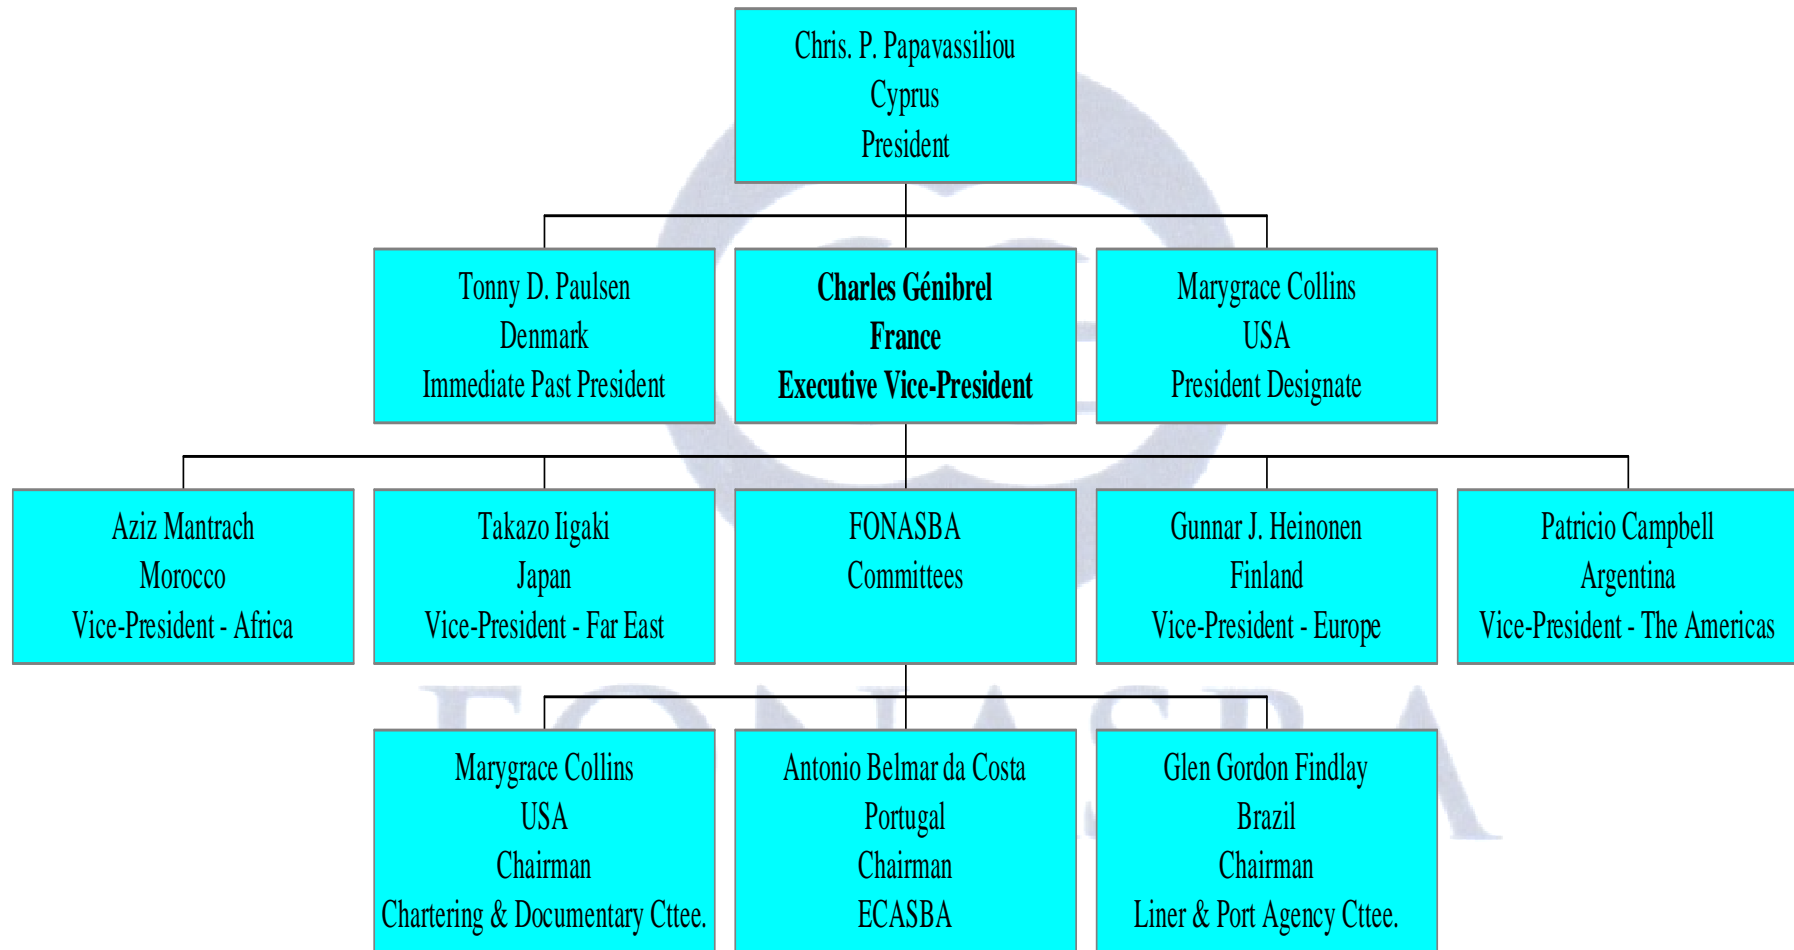 Chris. P. Papavassiliou
Cyprus
President
Tonny D. Paulsen
Denmark
Immediate Past President
Charles Génibrel
France
Executive Vice-President
Marygrace Collins
USA
President Designate
Aziz Mantrach
Morocco
Vice-President - Africa
Takazo Iigaki
Japan
Vice-President - Far East
FONASBA
Committees
Gunnar J. Heinonen
Finland
Vice-President - Europe
Patricio Campbell
Argentina
Vice-President - The Americas
Marygrace Collins
USA
Chairman
Chartering & Documentary Cttee.
Antonio Belmar da Costa
Portugal
Chairman
ECASBA
Glen Gordon Findlay
Brazil
Chairman
Liner & Port Agency Cttee.
FONASBA